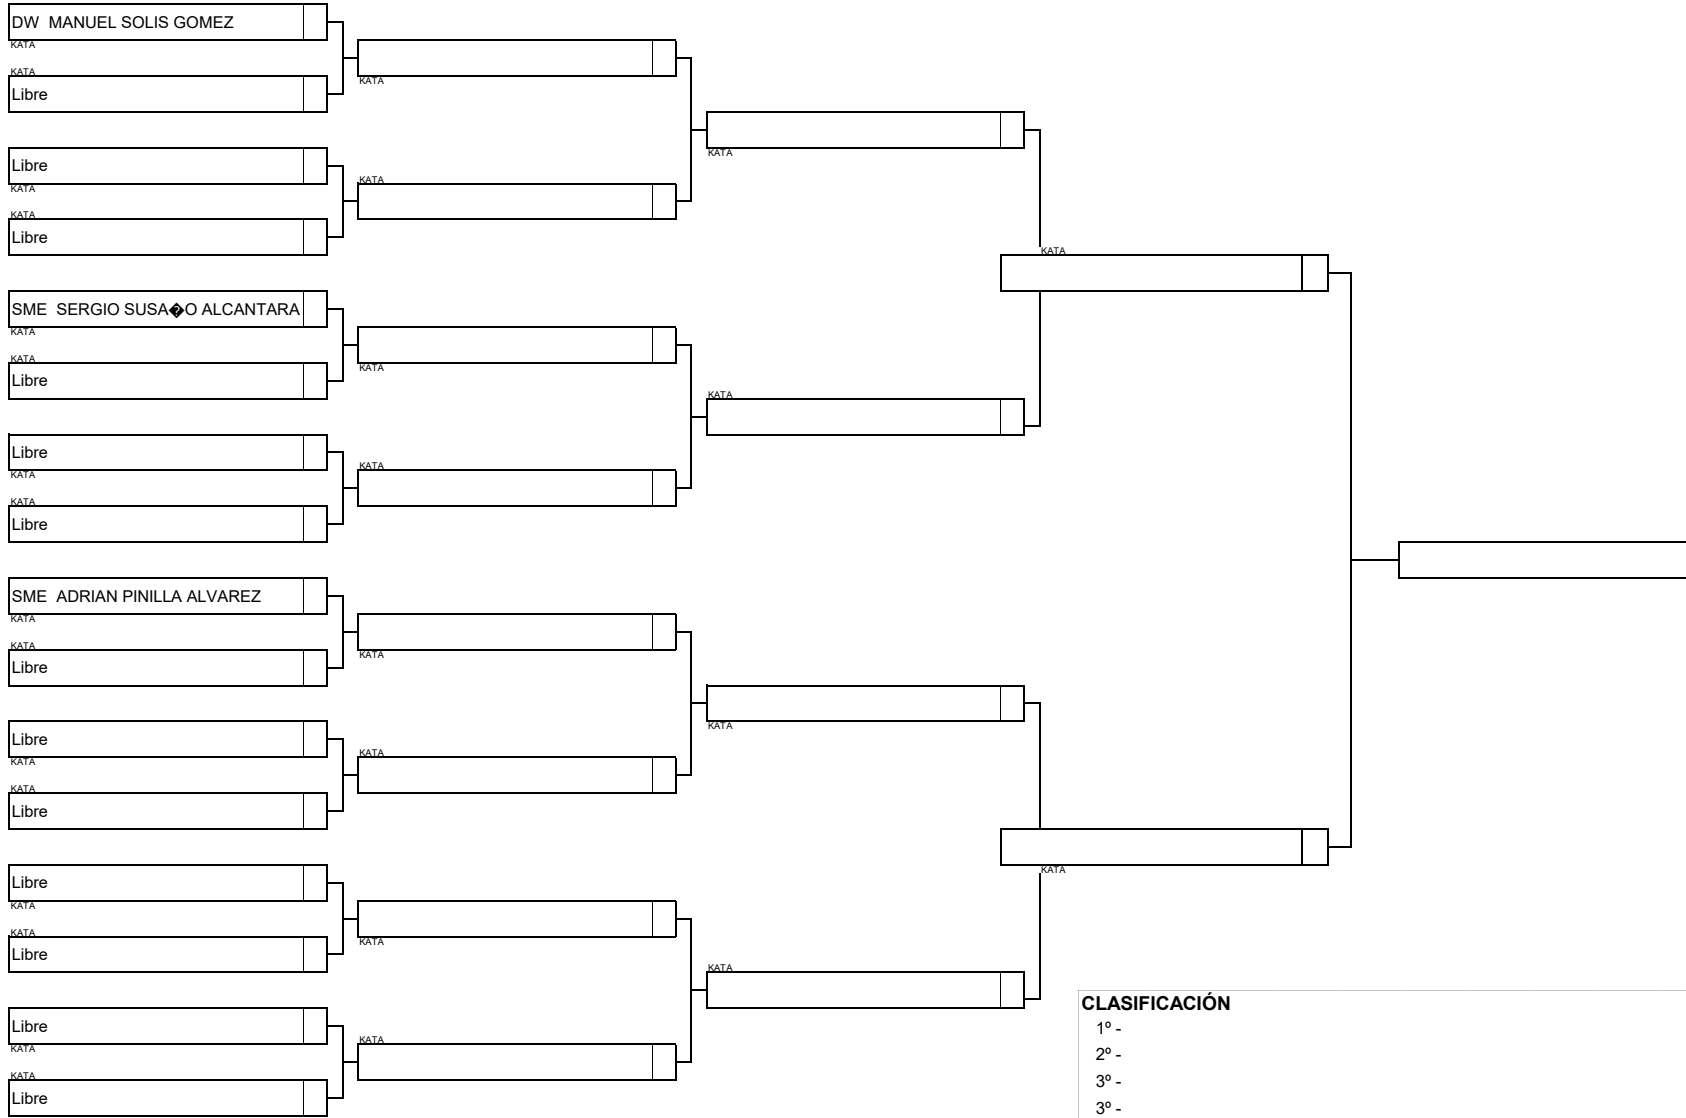 DW MANUEL SOLIS GOMEZ
KATA
KATA
Libre
Libre
KATA
KATA
Libre
SME SERGIO SUSA�O ALCANTARA
KATA
KATA
Libre
Libre
KATA
KATA
Libre
SME ADRIAN PINILLA ALVAREZ
KATA
KATA
Libre
Libre
KATA
KATA
Libre
Libre
KATA
KATA
Libre
Libre
KATA
KATA
Libre
KATA
KATA
KATA
KATA
KATA
KATA
KATA
KATA
KATA
KATA
KATA
KATA
KATA
KATA
CLASIFICACIÓN
1º -
2º -
3º -
3º -